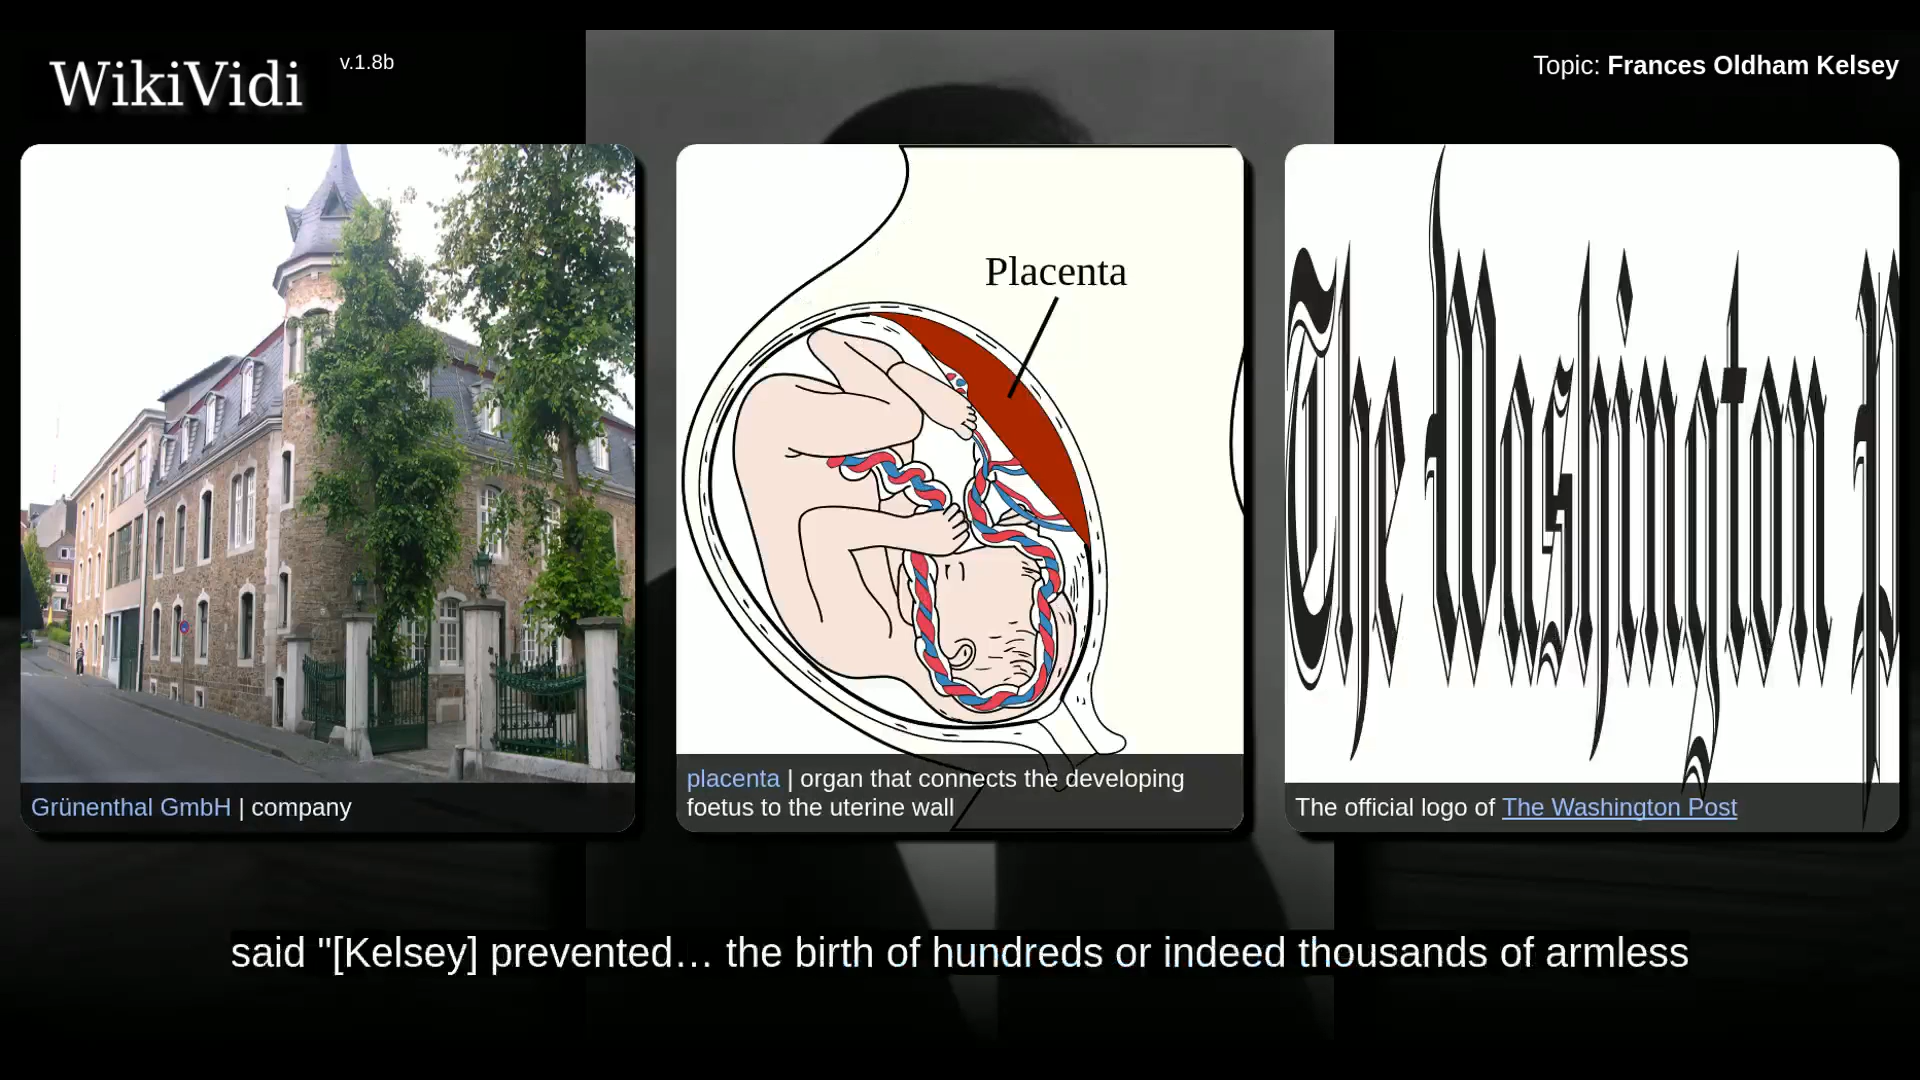 WikiVidi
v.1.8b
Topic: Frances Oldham Kelsey
Placenta
The Washington P
Grünenthal GmbH | company
placenta | organ that connects the developing
foetus to the uterine wall
The official logo of The Washington Post
said "[Kelsey] prevented… the birth of hundreds or indeed thousands of armless